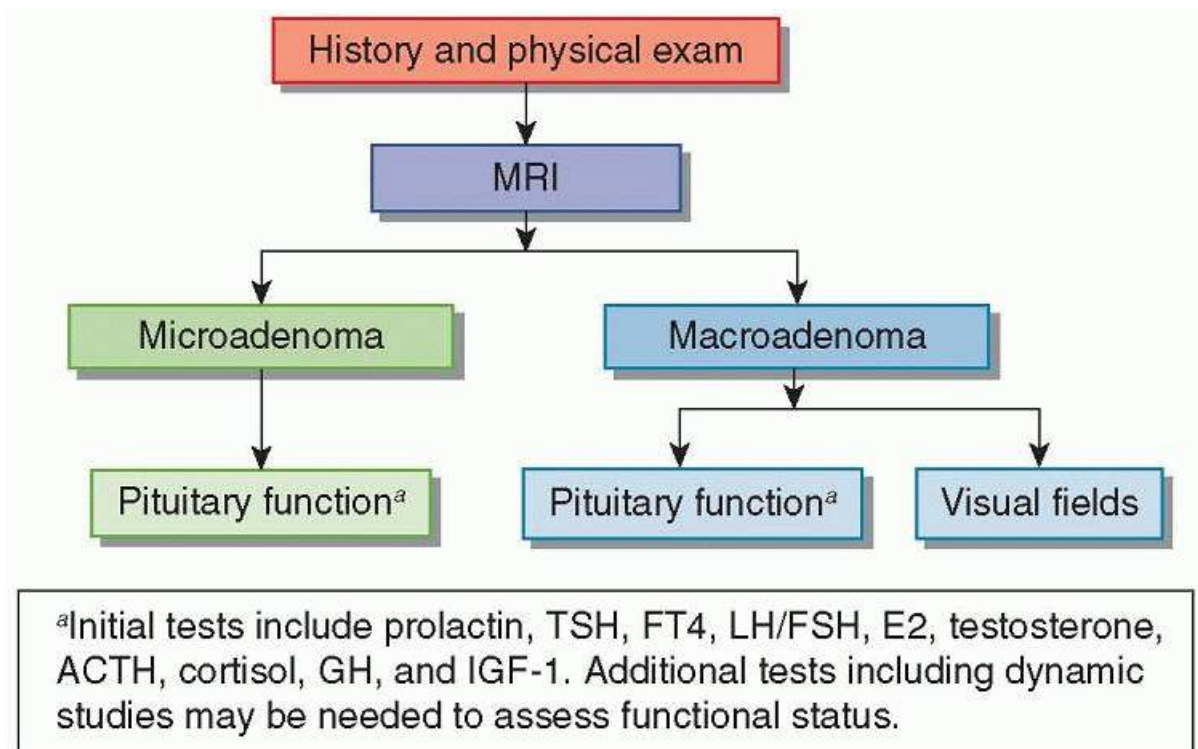 History and physical exam
MRI
Microadenoma
Macroadenoma
Pituitary functionᵃ
Pituitary functionᵃ
Visual fields
ᵃInitial tests include prolactin, TSH, FT4, LH/FSH, E2, testosterone,
ACTH, cortisol, GH, and IGF-1. Additional tests including dynamic
studies may be needed to assess functional status.